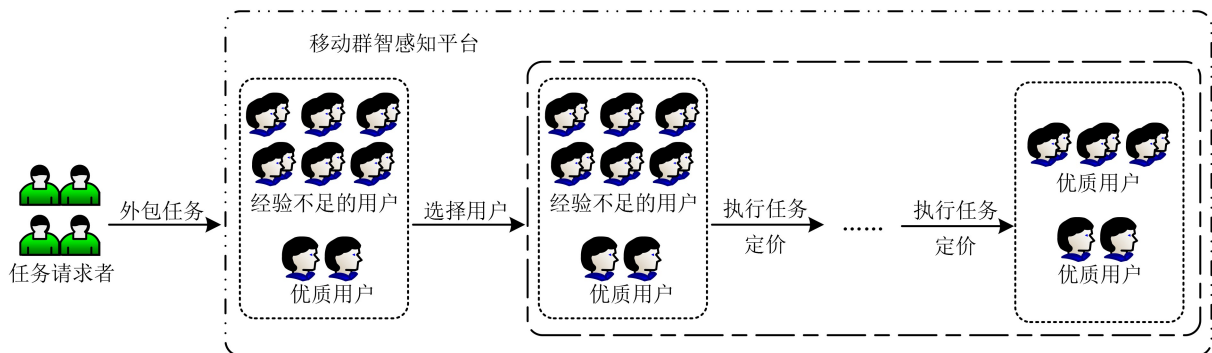 移动群智感知平台
任务请求者
外包任务
经验不足的用户
优质用户
选择用户
经验不足的用户
优质用户
执行任务
定价
……
执行任务
定价
优质用户
优质用户